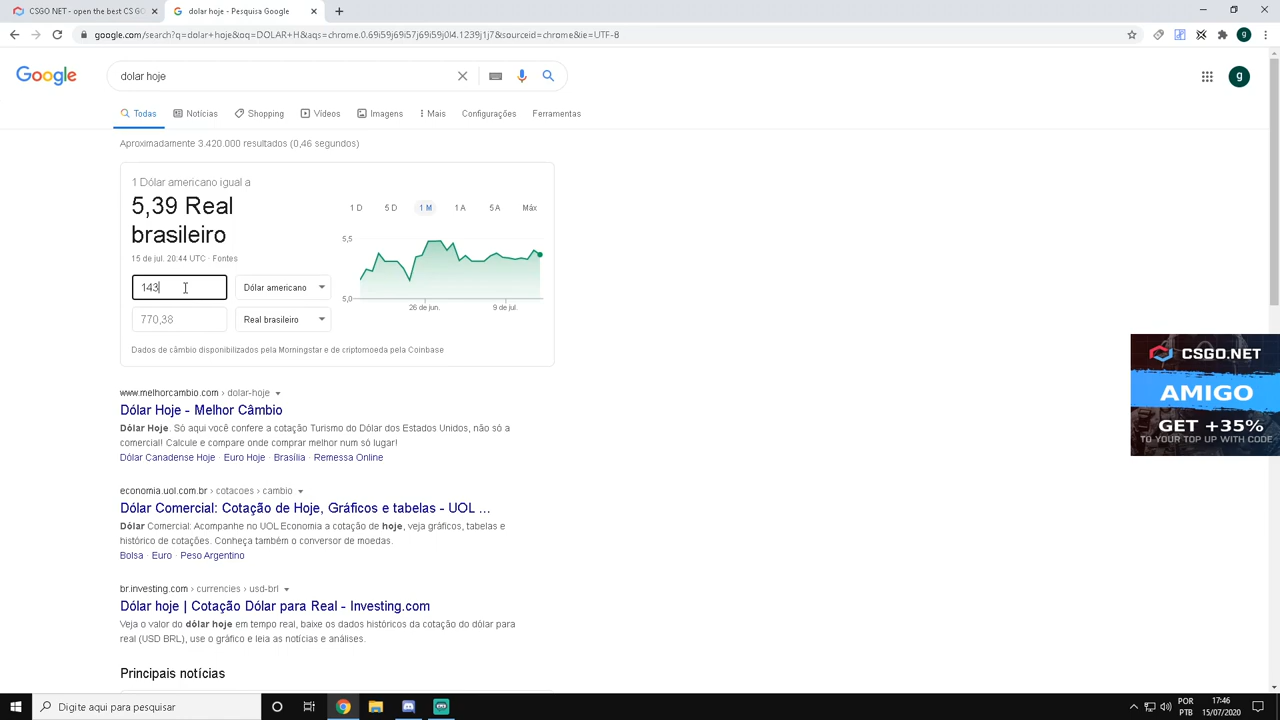 CSGO NET - open the best CS GO
dolar hoje - Pesquisa Google
google.com/search?q=dolar+hoje&oq=DOLAR+H&aqs=chrome.0.69i59j69i57j69i59j0l4.1239j1j7&sourceid=chrome&ie=UTF-8
g
Google
dolar hoje
g
Todas
Notícias
Shopping
Vídeos
Imagens
Mais
Configurações
Ferramentas
Aproximadamente 3.420.000 resultados (0,46 segundos)
1 Dólar americano igual a
5,39 Real
brasileiro
15 de jul. 20:44 UTC · Fontes
1 D
5 D
1 M
1 A
5 A
Máx
5,5
5,0
26 de jun.
9 de jul.
143
Dólar americano
770,38
Real brasileiro
Dados de câmbio disponibilizados pela Morningstar e de criptomoeda pela Coinbase
www.melhorcambio.com › dolar-hoje
Dólar Hoje - Melhor Câmbio
Dólar Hoje. Só aqui você confere a cotação Turismo do Dólar dos Estados Unidos, não só a
comercial! Calcule e compare onde comprar melhor num só lugar!
Dólar Canadense Hoje · Euro Hoje · Brasília · Remessa Online
economia.uol.com.br › cotacoes › cambio
Dólar Comercial: Cotação de Hoje, Gráficos e tabelas - UOL ...
Dólar Comercial: Acompanhe no UOL Economia a cotação de hoje, veja gráficos, tabelas e
histórico de cotações. Conheça também o conversor de moedas.
Bolsa · Euro · Peso Argentino
br.investing.com › currencies › usd-brl
Dólar hoje | Cotação Dólar para Real - Investing.com
Veja o valor do dólar hoje em tempo real, baixe os dados históricos da cotação do dólar para
real (USD BRL), use o gráfico e leia as notícias e análises.
Principais notícias
CSGO.NET
AMIGO
GET +35%
TO YOUR TOP UP WITH CODE
Digite aqui para pesquisar
POR
PTB
17:46
15/07/2020